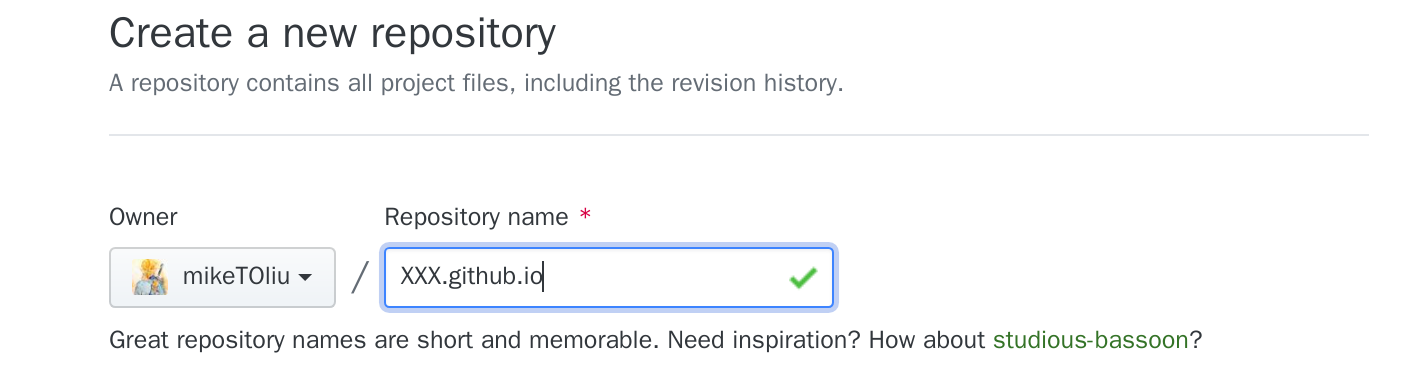 Create a new repository
A repository contains all project files, including the revision history.
Owner
Repository name *
mikeTOliu / XXX.github.io
Great repository names are short and memorable. Need inspiration? How about studious-bassoon?